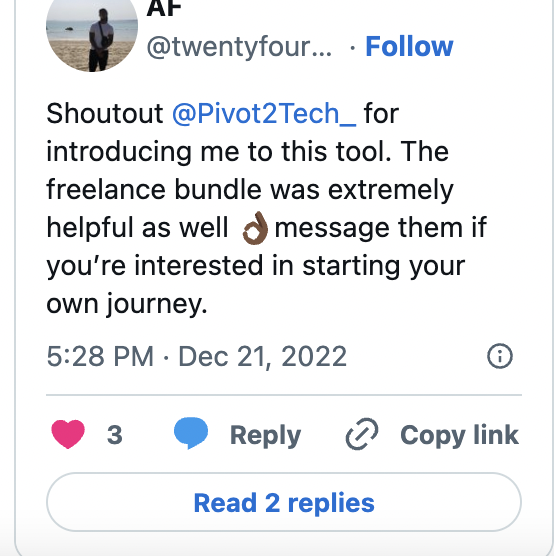 AF
@twentyfour... · Follow
Shoutout @Pivot2Tech_ for
introducing me to this tool. The
freelance bundle was extremely
helpful as well 👌🏾message them if
you’re interested in starting your
own journey.
5:28 PM · Dec 21, 2022
3 Reply Copy link
Read 2 replies